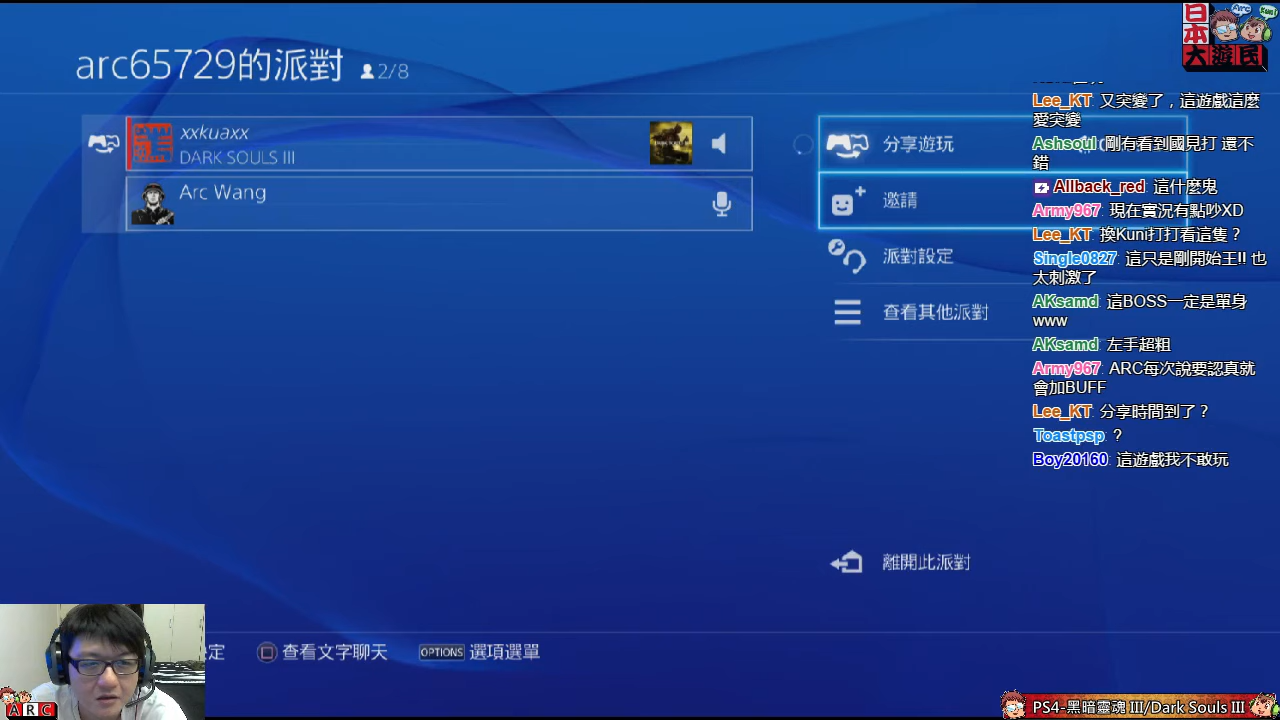 日本
Arc
Kuni
大遊民
arc65729的派對 2/8
xxkuaxx
DARK SOULS III
Arc Wang
分享遊玩
邀請
派對設定
查看其他派對
離開此派對
定
查看文字聊天
OPTIONS 選項選單
Lee_KT: 又突變了，這遊戲這麼
愛突變
Ashsoul: 剛有看到國見打 還不
錯
Allback_red: 這什麼鬼
Army967: 現在實況有點吵XD
Lee_KT: 換Kuni打打看這隻？
Single0827: 這只是剛開始王!! 也
太刺激了
AKsamd: 這BOSS一定是單身
www
AKsamd: 左手超粗
Army967: ARC每次說要認真就
會加BUFF
Lee_KT: 分享時間到了？
Toastpsp: ？
Boy20160: 這遊戲我不敢玩
ARC
PS4-黑暗靈魂 III/Dark Souls III